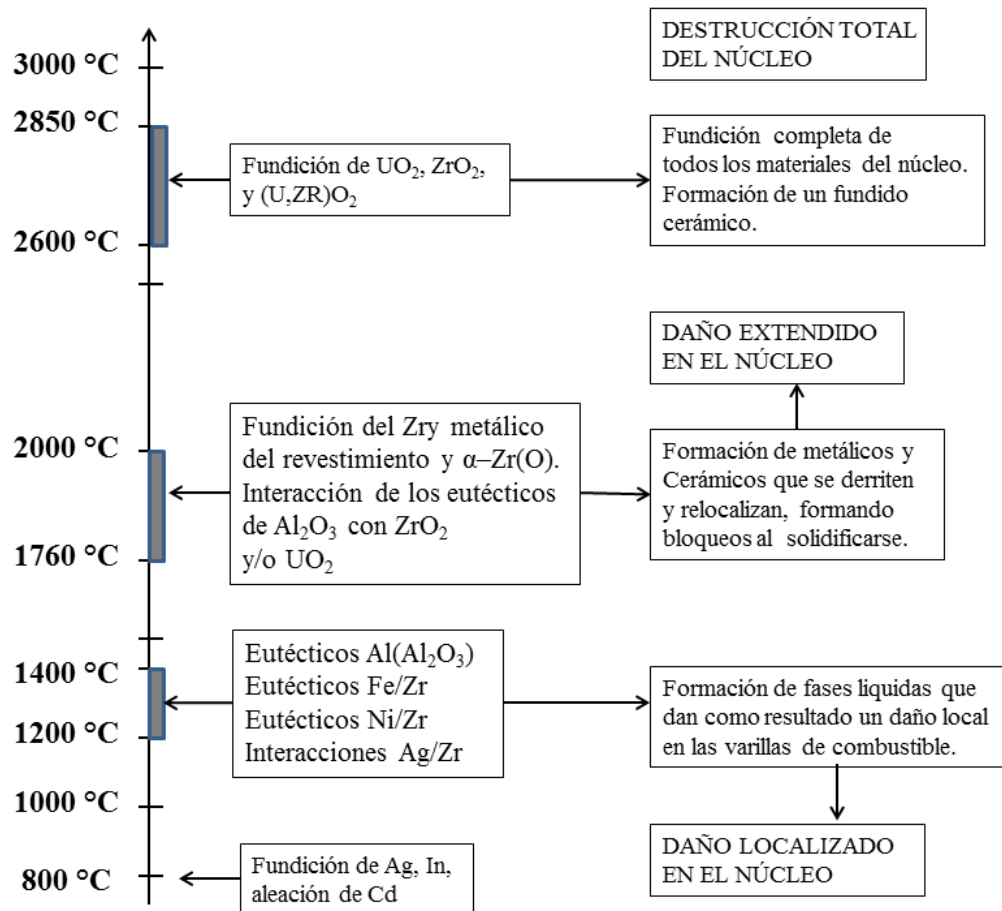 3000 °C
2850 °C
2600 °C
2000 °C
1760 °C
1400 °C
1200 °C
1000 °C
800 °C
Fundición de UO₂, ZrO₂,
y (U,ZR)O₂
Fundición del Zry metálico
del revestimiento y α–Zr(O).
Interacción de los eutécticos
de Al₂O₃ con ZrO₂
y/o UO₂
Eutécticos Al(Al₂O₃)
Eutécticos Fe/Zr
Eutécticos Ni/Zr
Interacciones Ag/Zr
Fundición de Ag, In,
aleación de Cd
DESTRUCCIÓN TOTAL
DEL NÚCLEO
Fundición completa de
todos los materiales del núcleo.
Formación de un fundido
cerámico.
DAÑO EXTENDIDO
EN EL NÚCLEO
Formación de metálicos y
Cerámicos que se derriten
y relocalizan, formando
bloqueos al solidificarse.
Formación de fases liquidas que
dan como resultado un daño local
en las varillas de combustible.
DAÑO LOCALIZADO
EN EL NÚCLEO